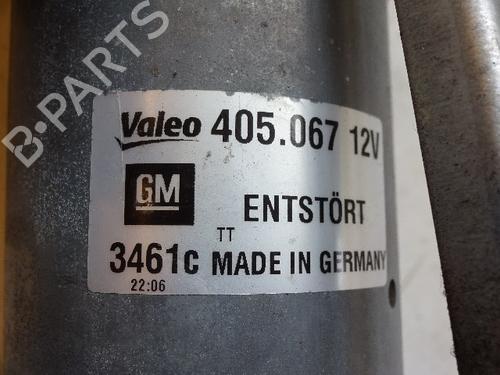 B·PARTS
Valeo 405.067 12V
GM ENTSTÖRT
TT
3461C MADE IN GERMANY
22:06